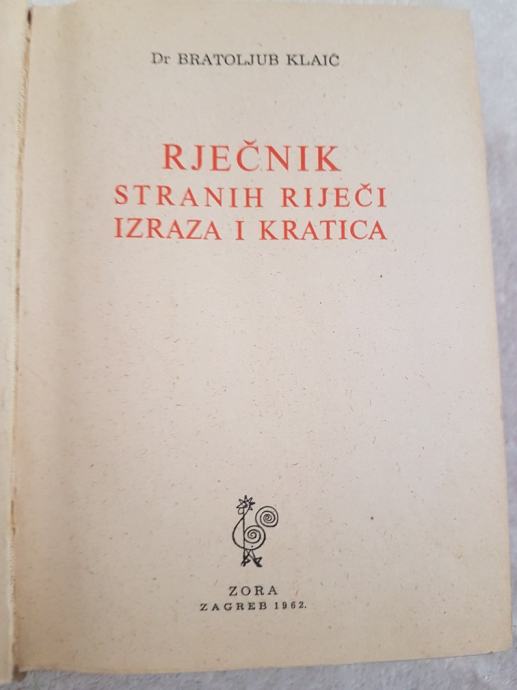 Dr BRATOLJUB KLAIĆ
RJEČNIK
STRANIH RIJEČI
IZRAZA I KRATICA
ZORA
ZAGREB 1962.